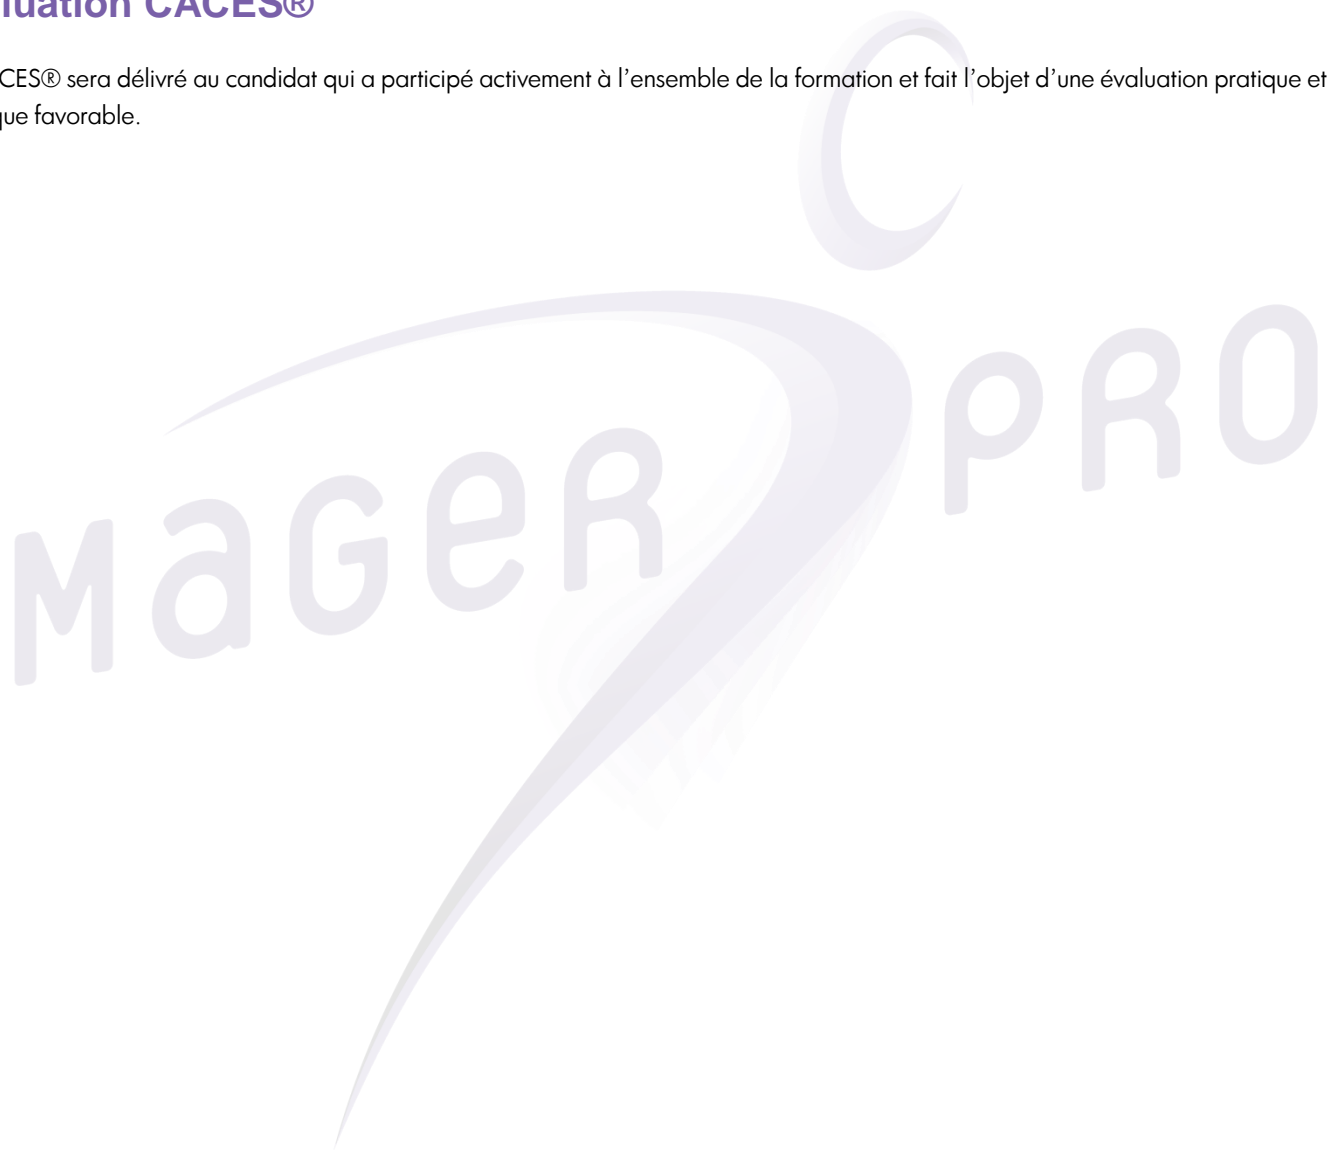 luation CACES®
CES® sera délivré au candidat qui a participé activement à l’ensemble de la formation et fait l’objet d’une évaluation pratique et
que favorable.
MaGeR PRO